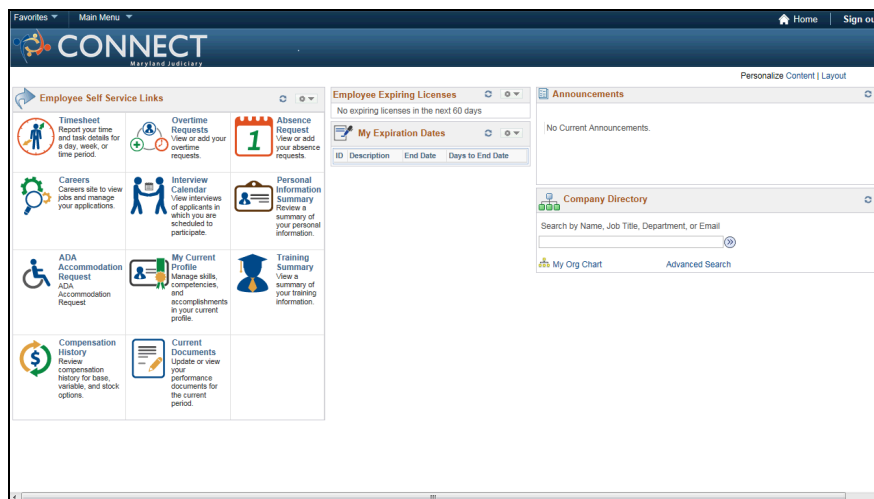 Favorites Main Menu
Home Sign ou
CONNECT
Maryland Judiciary
Personalize Content | Layout
Employee Self Service Links
Timesheet
Report your time
and task details for
a day, week, or
time period.
Overtime
Requests
View or add your
overtime
requests.
Absence
Request
View or add
your absence
requests.
1
Careers
Careers site to view
jobs and manage
your applications.
Interview
Calendar
View interviews
of applicants in
which you are
scheduled to
participate.
Personal
Information
Summary
Review a
summary of
your personal
information.
ADA
Accommodation
Request
ADA
Accommodation
Request
My Current
Profile
Manage skills,
competencies,
and
accomplishments
in your current
profile.
Training
Summary
View a
summary of
your training
information.
Compensation
History
Review
compensation
history for base,
variable, and stock
options.
$
Current
Documents
Update or view
your
performance
documents for
the current
period.
Employee Expiring Licenses
No expiring licenses in the next 60 days
My Expiration Dates
ID Description End Date Days to End Date
Announcements
No Current Announcements.
Company Directory
Search by Name, Job Title, Department, or Email
My Org Chart Advanced Search